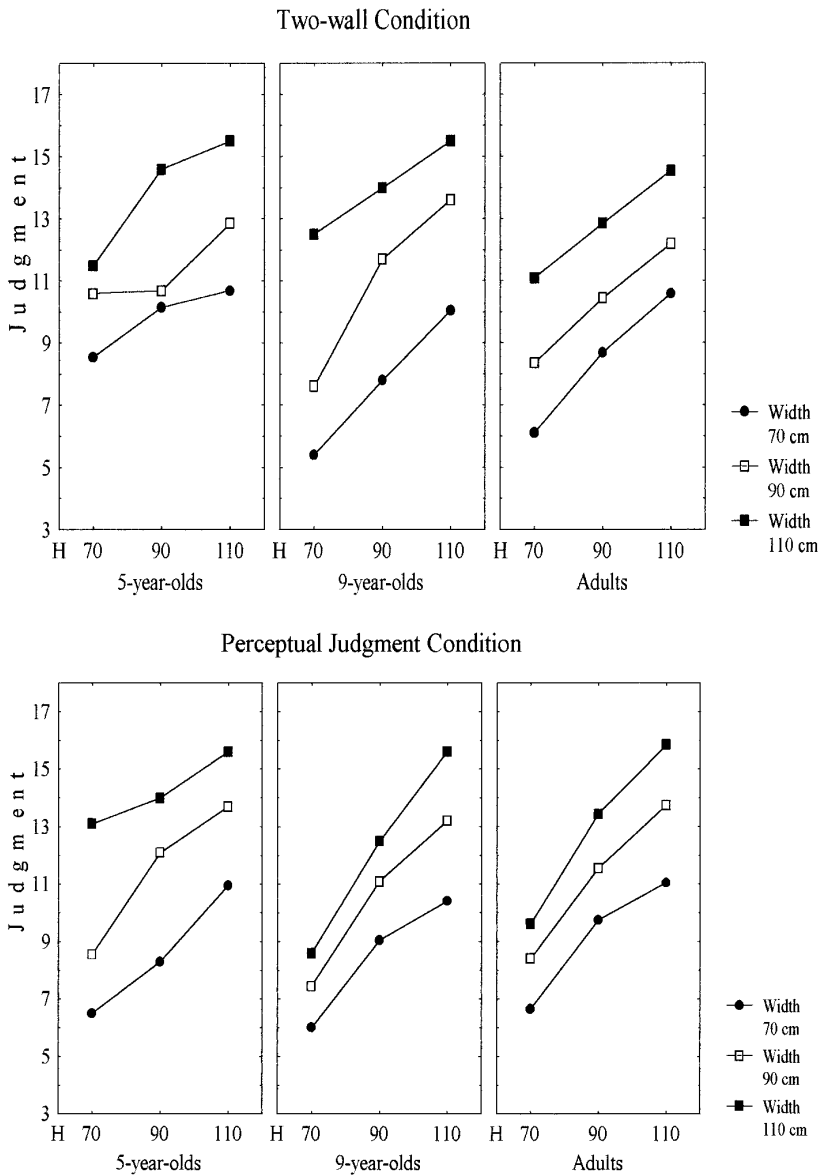 Two-wall Condition
Judgment
17
15
13
11
9
7
5
3
H 70 90 110
5-year-olds
H 70 90 110
9-year-olds
H 70 90 110
Adults
Width
70 cm
Width
90 cm
Width
110 cm
Perceptual Judgment Condition
Judgment
17
15
13
11
9
7
5
3
H 70 90 110
5-year-olds
H 70 90 110
9-year-olds
H 70 90 110
Adults
Width
70 cm
Width
90 cm
Width
110 cm